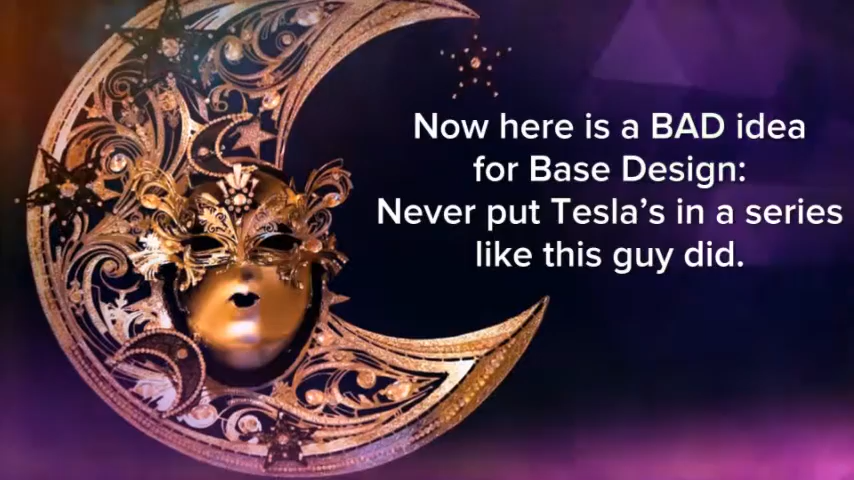 Now here is a BAD idea
for Base Design:
Never put Tesla's in a series
like this guy did.